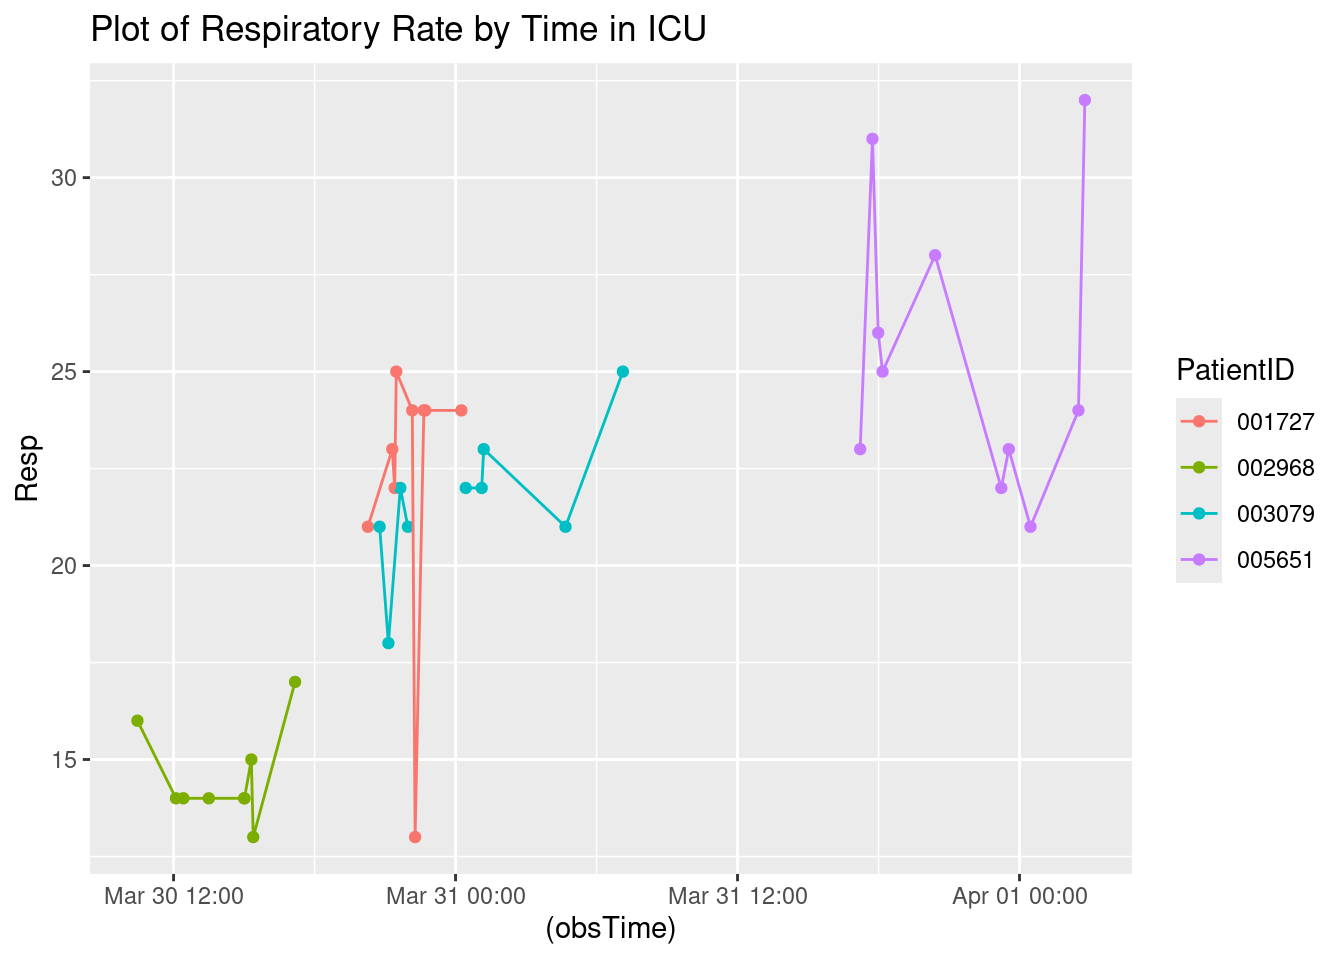 Plot of Respiratory Rate by Time in ICU
Resp
30
25
20
15
Mar 30 12:00
Mar 31 00:00
Mar 31 12:00
Apr 01 00:00
(obsTime)
PatientID
001727
002968
003079
005651